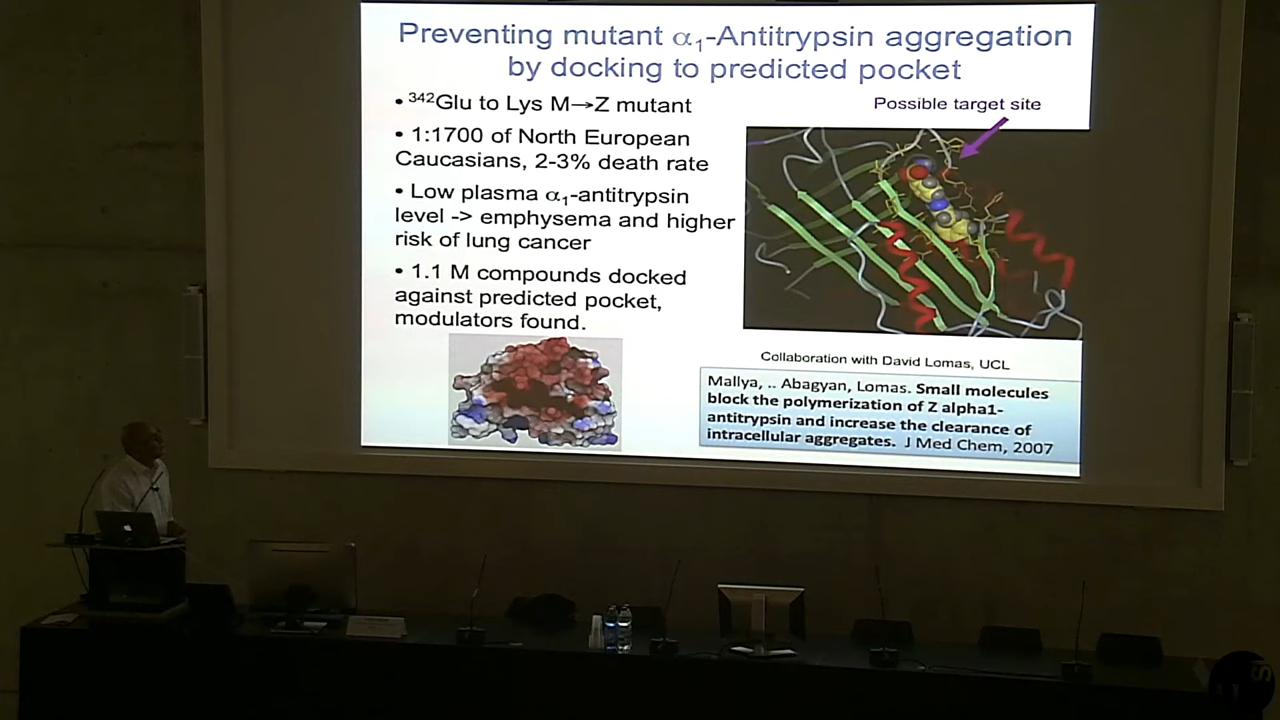 Preventing mutant α₁-Antitrypsin aggregation
by docking to predicted pocket
• ³⁴²Glu to Lys M→Z mutant
• 1:1700 of North European
Caucasians, 2-3% death rate
• Low plasma α₁-antitrypsin
level -> emphysema and higher
risk of lung cancer
• 1.1 M compounds docked
against predicted pocket,
modulators found.
Possible target site
Collaboration with David Lomas, UCL
Mallya, .. Abagyan, Lomas. Small molecules
block the polymerization of Z alpha1-
antitrypsin and increase the clearance of
intracellular aggregates. J Med Chem, 2007